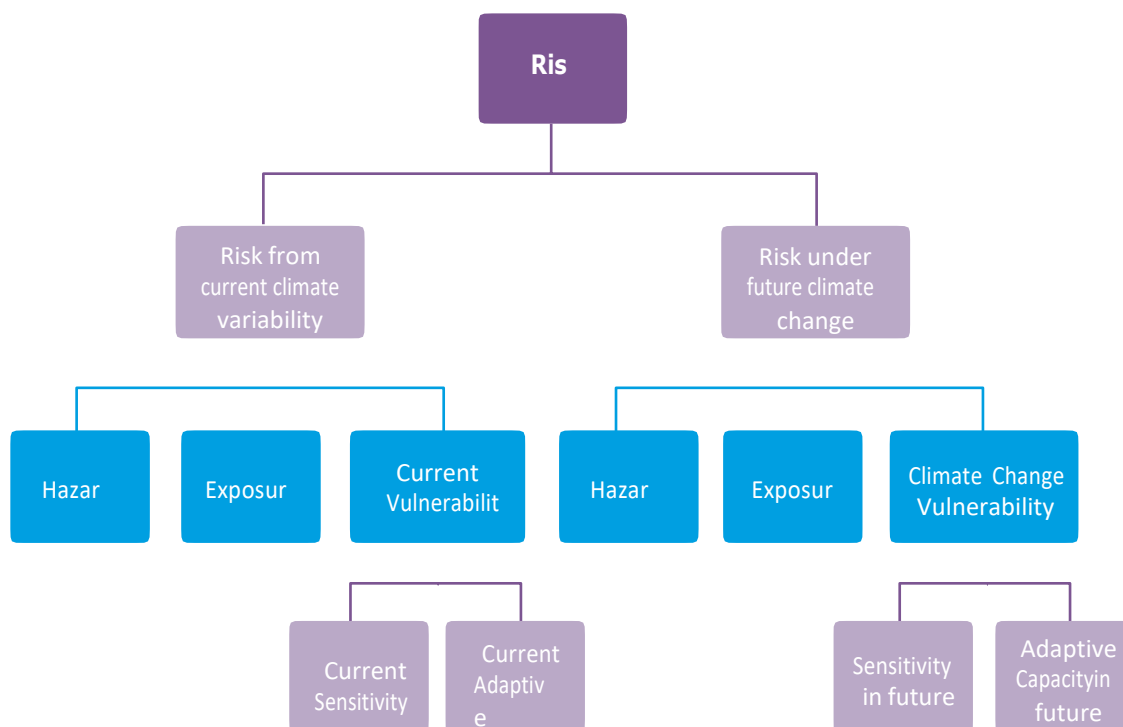 Ris
Risk from
current climate
variability
Risk under
future climate
change
Hazar
Exposur
Current
Vulnerabilit
Hazar
Exposur
Climate Change
Vulnerability
Current
Sensitivity
Current
Adaptiv
e
Sensitivity
in future
Adaptive
Capacityin
future